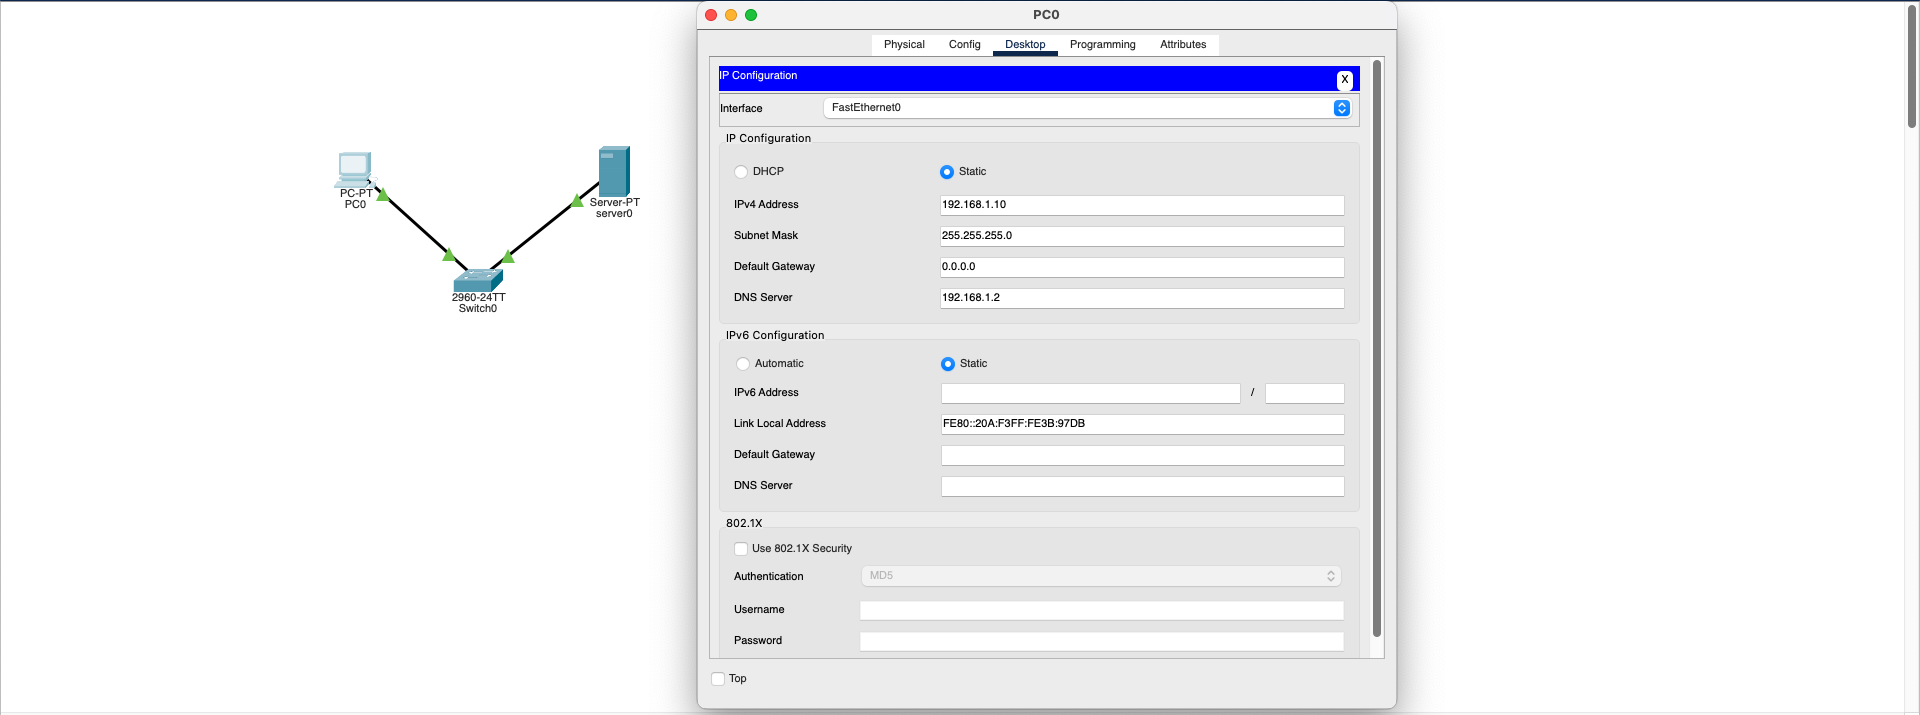 PC0
Physical Config Desktop Programming Attributes
IP Configuration
X
Interface FastEthernet0
IP Configuration
DHCP Static
IPv4 Address 192.168.1.10
Subnet Mask 255.255.255.0
Default Gateway 0.0.0.0
DNS Server 192.168.1.2
IPv6 Configuration
Automatic Static
IPv6 Address /
Link Local Address FE80::20A:F3FF:FE3B:97DB
Default Gateway
DNS Server
802.1X
Use 802.1X Security
Authentication MD5
Username
Password
Top
PC-PT
PC0
Server-PT
server0
2960-24TT
Switch0